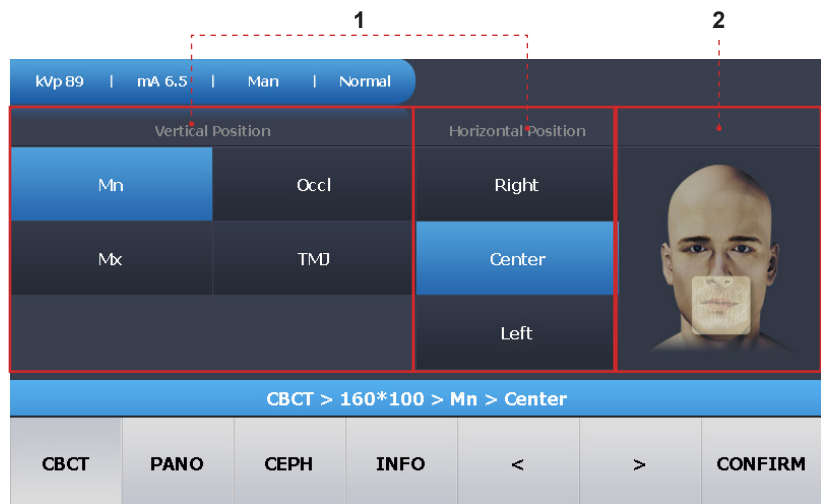 1 2
kVp 89 | mA 6.5 | Man | Normal
Vertical Position Horizontal Position
Mn Occl Right
Mx TMJ Center
Left
CBCT > 160*100 > Mn > Center
CBCT PANO CEPH INFO < > CONFIRM